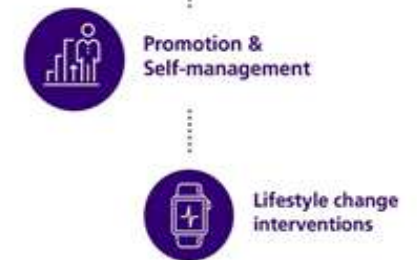 Promotion &
Self-management
Lifestyle change
interventions